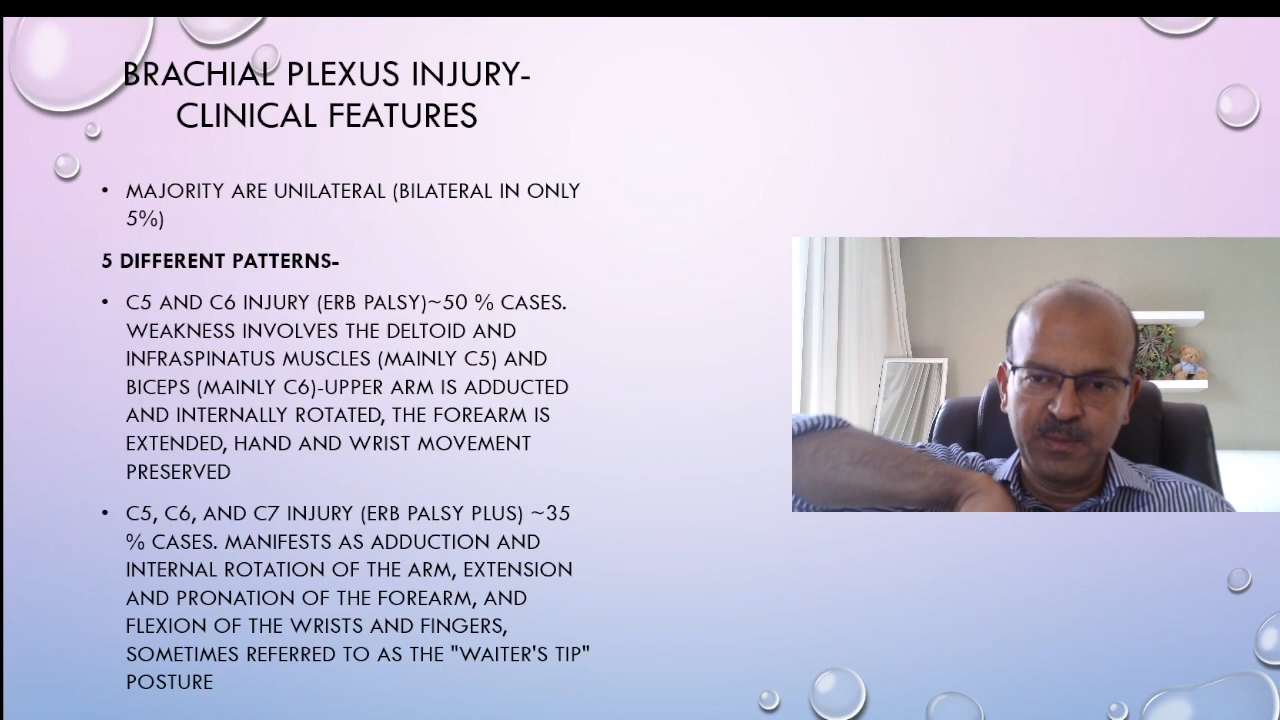 BRACHIAL PLEXUS INJURY-
CLINICAL FEATURES
• MAJORITY ARE UNILATERAL (BILATERAL IN ONLY
5%)
5 DIFFERENT PATTERNS-
• C5 AND C6 INJURY (ERB PALSY)~50 % CASES.
WEAKNESS INVOLVES THE DELTOID AND
INFRASPINATUS MUSCLES (MAINLY C5) AND
BICEPS (MAINLY C6)-UPPER ARM IS ADDUCTED
AND INTERNALLY ROTATED, THE FOREARM IS
EXTENDED, HAND AND WRIST MOVEMENT
PRESERVED
• C5, C6, AND C7 INJURY (ERB PALSY PLUS) ~35
% CASES. MANIFESTS AS ADDUCTION AND
INTERNAL ROTATION OF THE ARM, EXTENSION
AND PRONATION OF THE FOREARM, AND
FLEXION OF THE WRISTS AND FINGERS,
SOMETIMES REFERRED TO AS THE "WAITER'S TIP"
POSTURE